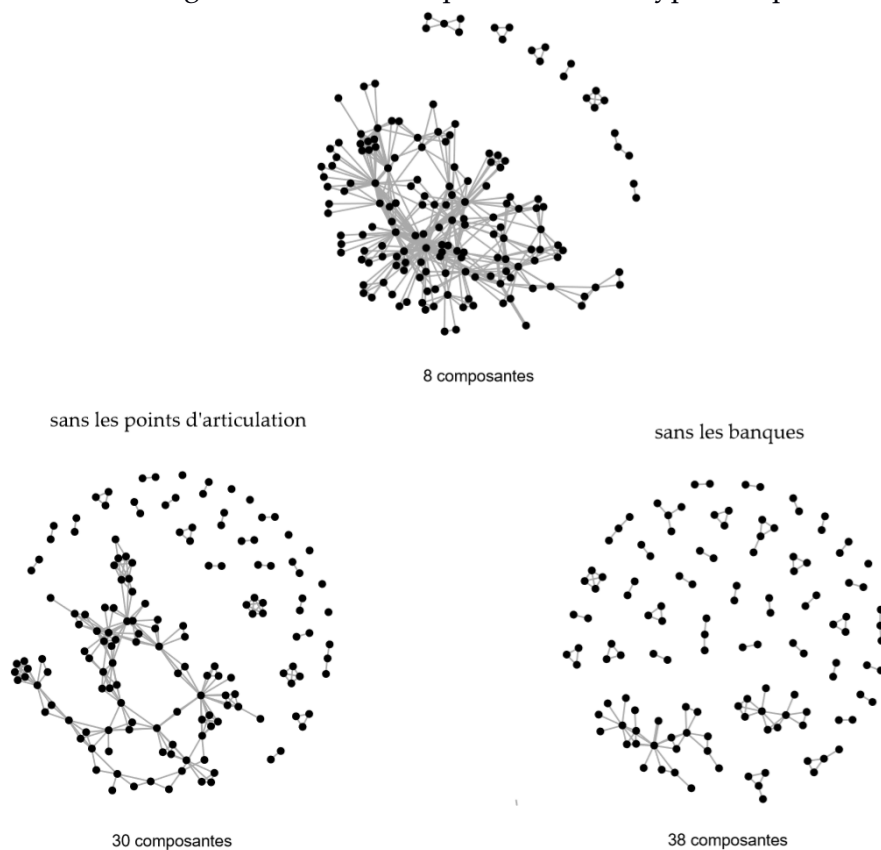 8 composantes
sans les points d'articulation
sans les banques
30 composantes
38 composantes